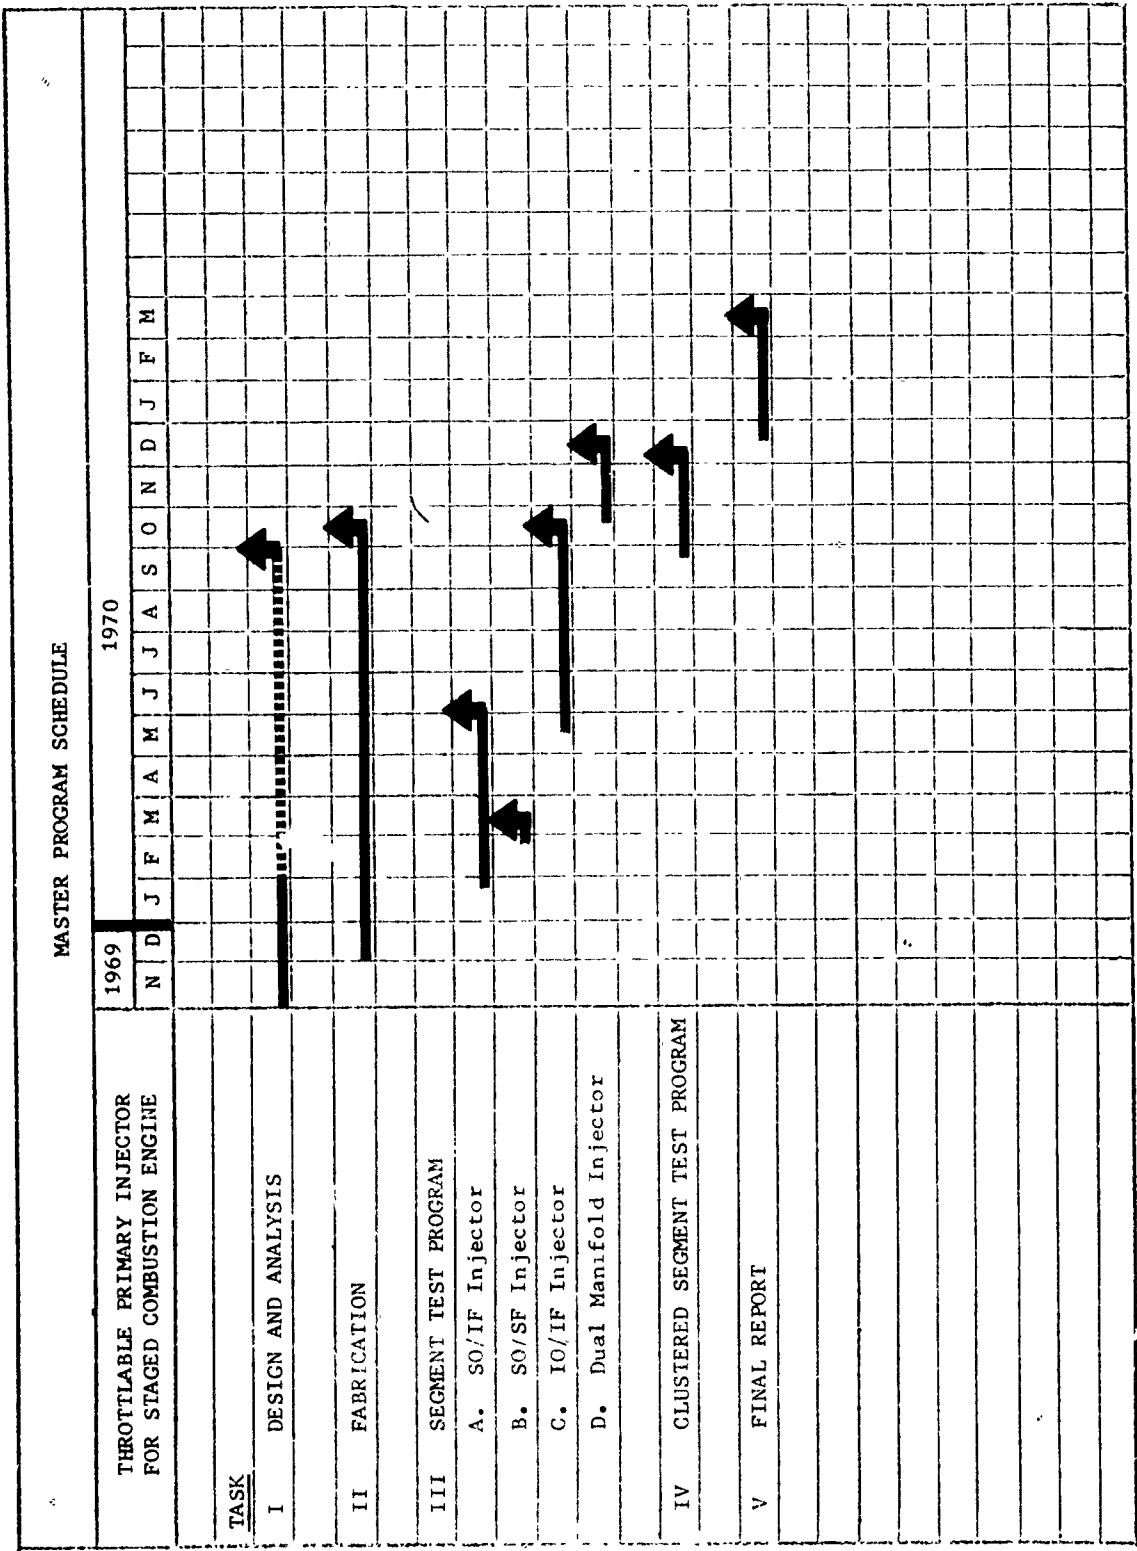 MASTER PROGRAM SCHEDULE
THROTTLABLE PRIMARY INJECTOR
FOR STAGED COMBUSTION ENGINE
1969 1970
N D J F M A M J J A S O N D J F M
TASK
I DESIGN AND ANALYSIS
II FABRICATION
III SEGMENT TEST PROGRAM
A. SO/IF Injector
B. SO/SF Injector
C. IO/IF Injector
D. Dual Manifold Injector
IV CLUSTERED SEGMENT TEST PROGRAM
V FINAL REPORT